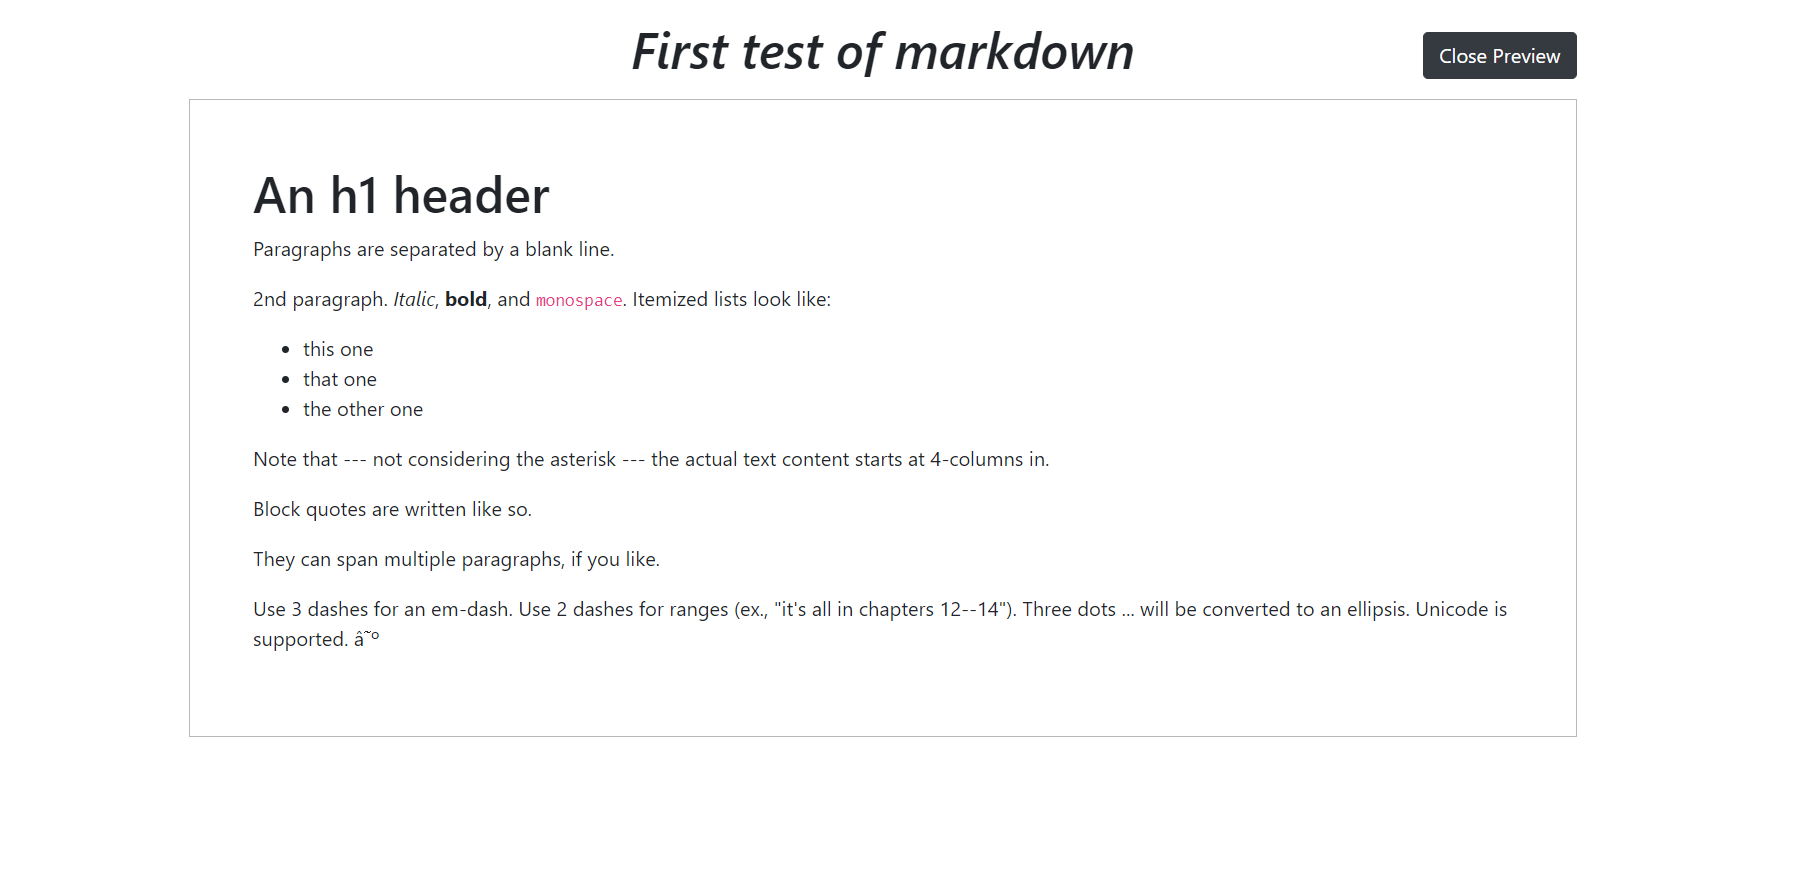 First test of markdown
Close Preview
An h1 header
Paragraphs are separated by a blank line.
2nd paragraph. Italic, bold, and monospace. Itemized lists look like:
• this one
• that one
• the other one
Note that --- not considering the asterisk --- the actual text content starts at 4-columns in.
Block quotes are written like so.
They can span multiple paragraphs, if you like.
Use 3 dashes for an em-dash. Use 2 dashes for ranges (ex., "it's all in chapters 12--14"). Three dots ... will be converted to an ellipsis. Unicode is
supported. â˜º